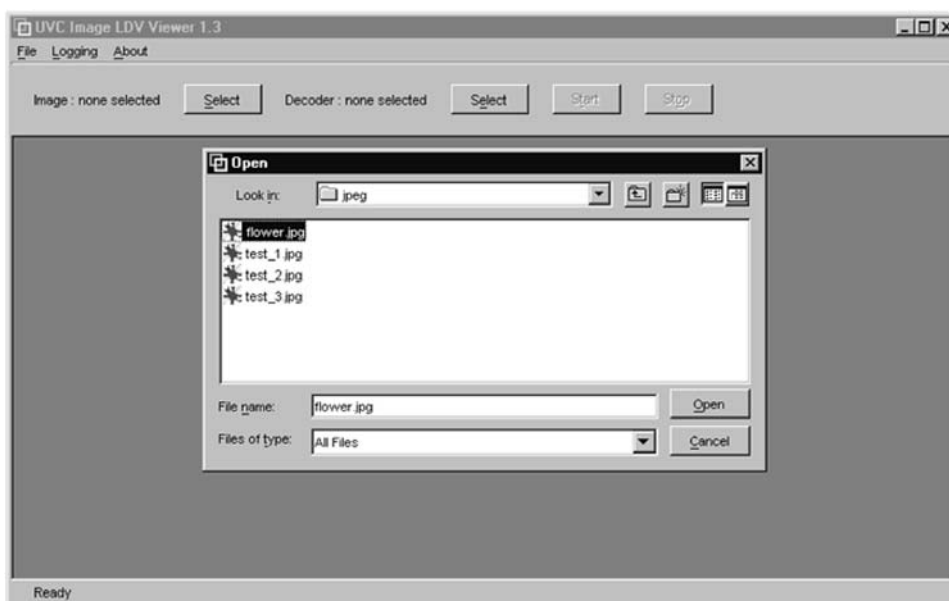 UVC Image LDV Viewer 1.3
File Logging About
Image : none selected Select Decoder : none selected Select Start Stop
Open
Look in: jpeg
flower.jpg
test_1.jpg
test_2.jpg
test_3.jpg
File name: flower.jpg Open
Files of type: All Files Cancel
Ready